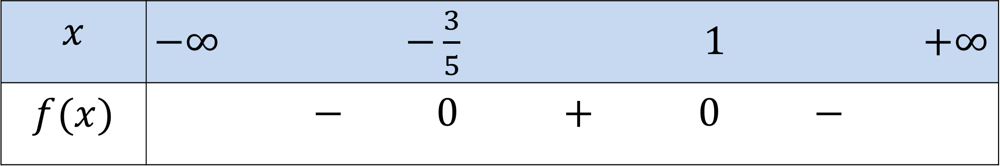 x −∞ −3/5 1 +∞
f(x) − 0 + 0 −